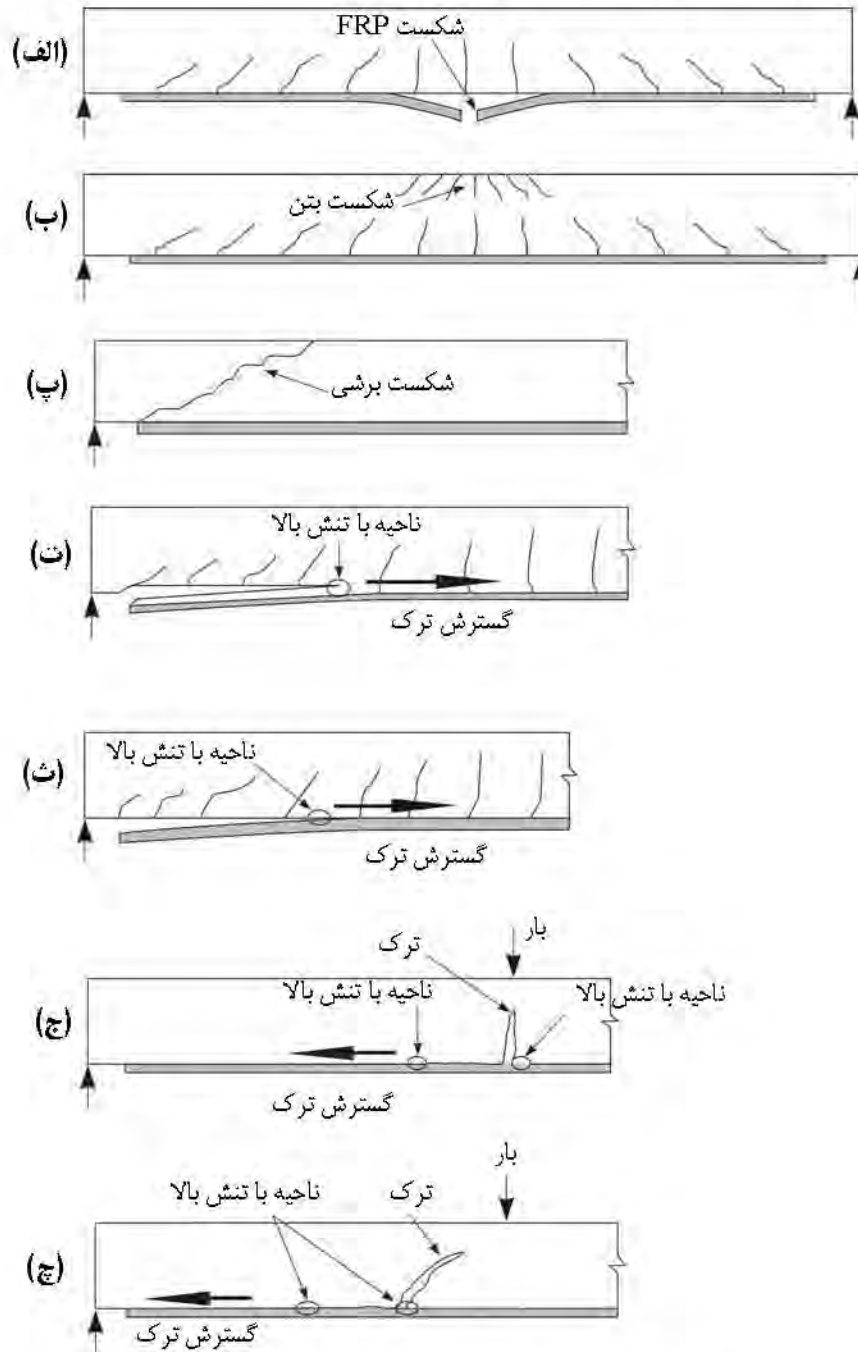 (الف)
شکست FRP
(ب)
شکست بتن
(پ)
شکست برشی
(ت)
ناحیه با تنش بالا
گسترش ترک
(ث)
ناحیه با تنش بالا
گسترش ترک
(ج)
بار
ترک
ناحیه با تنش بالا
ناحیه با تنش بالا
گسترش ترک
(چ)
بار
ترک
ناحیه با تنش بالا
گسترش ترک